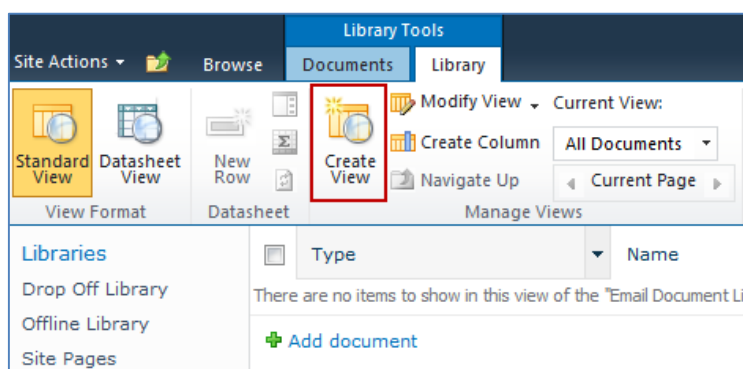 Library Tools
Site Actions Browse Documents Library
Standard View
Datasheet View
New Row
Create View
Modify View
Create Column
Navigate Up
Current View:
All Documents
Current Page
View Format Datasheet Manage Views
Libraries
Drop Off Library
Offline Library
Site Pages
Type Name
There are no items to show in this view of the "Email Document Li
Add document